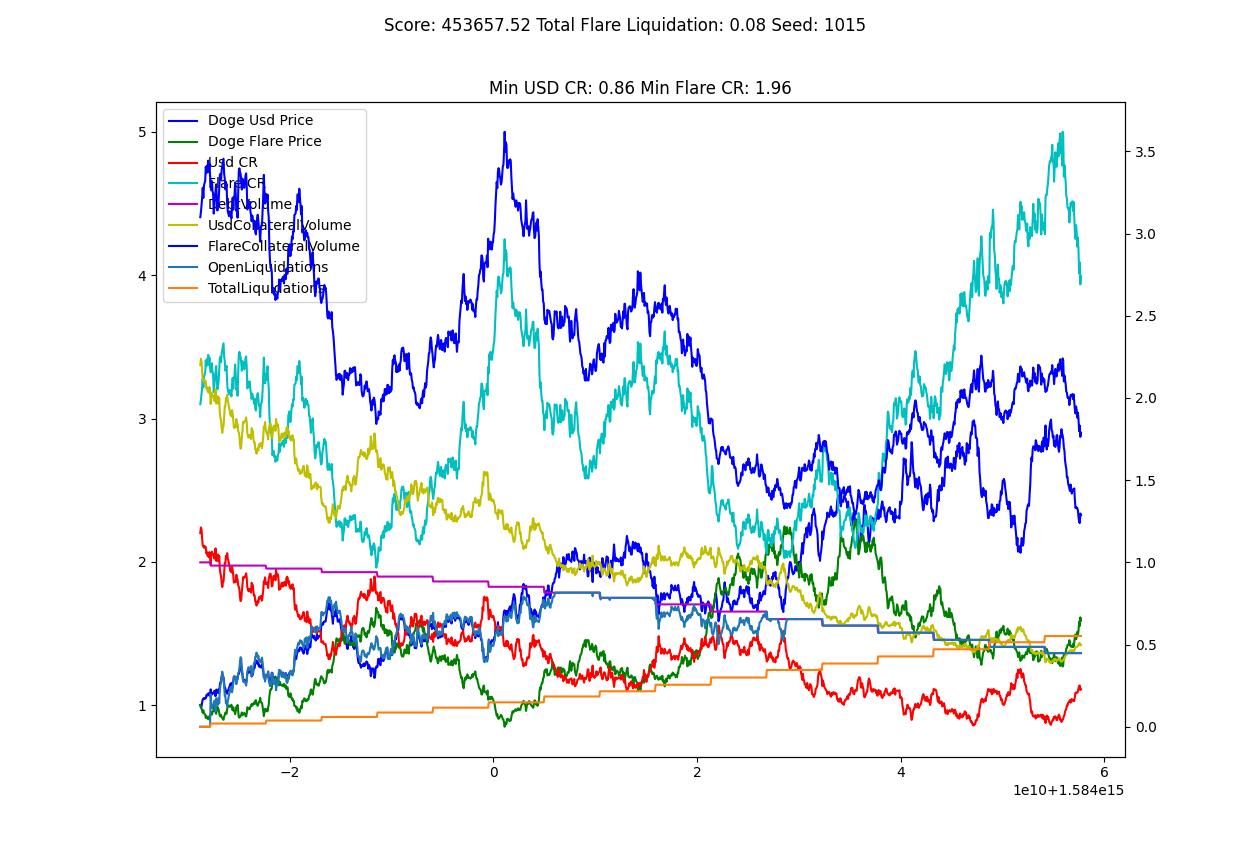 Score: 453657.52 Total Flare Liquidation: 0.08 Seed: 1015
Min USD CR: 0.86 Min Flare CR: 1.96
Doge Usd Price
Doge Flare Price
Usd CR
Flare CR
DebtVolume
UsdCollateralVolume
FlareCollateralVolume
OpenLiquidations
TotalLiquidations
5
4
3
2
1
3.5
3.0
2.5
2.0
1.5
1.0
0.5
0.0
−2
0
2
4
6
1e10+1.584e15